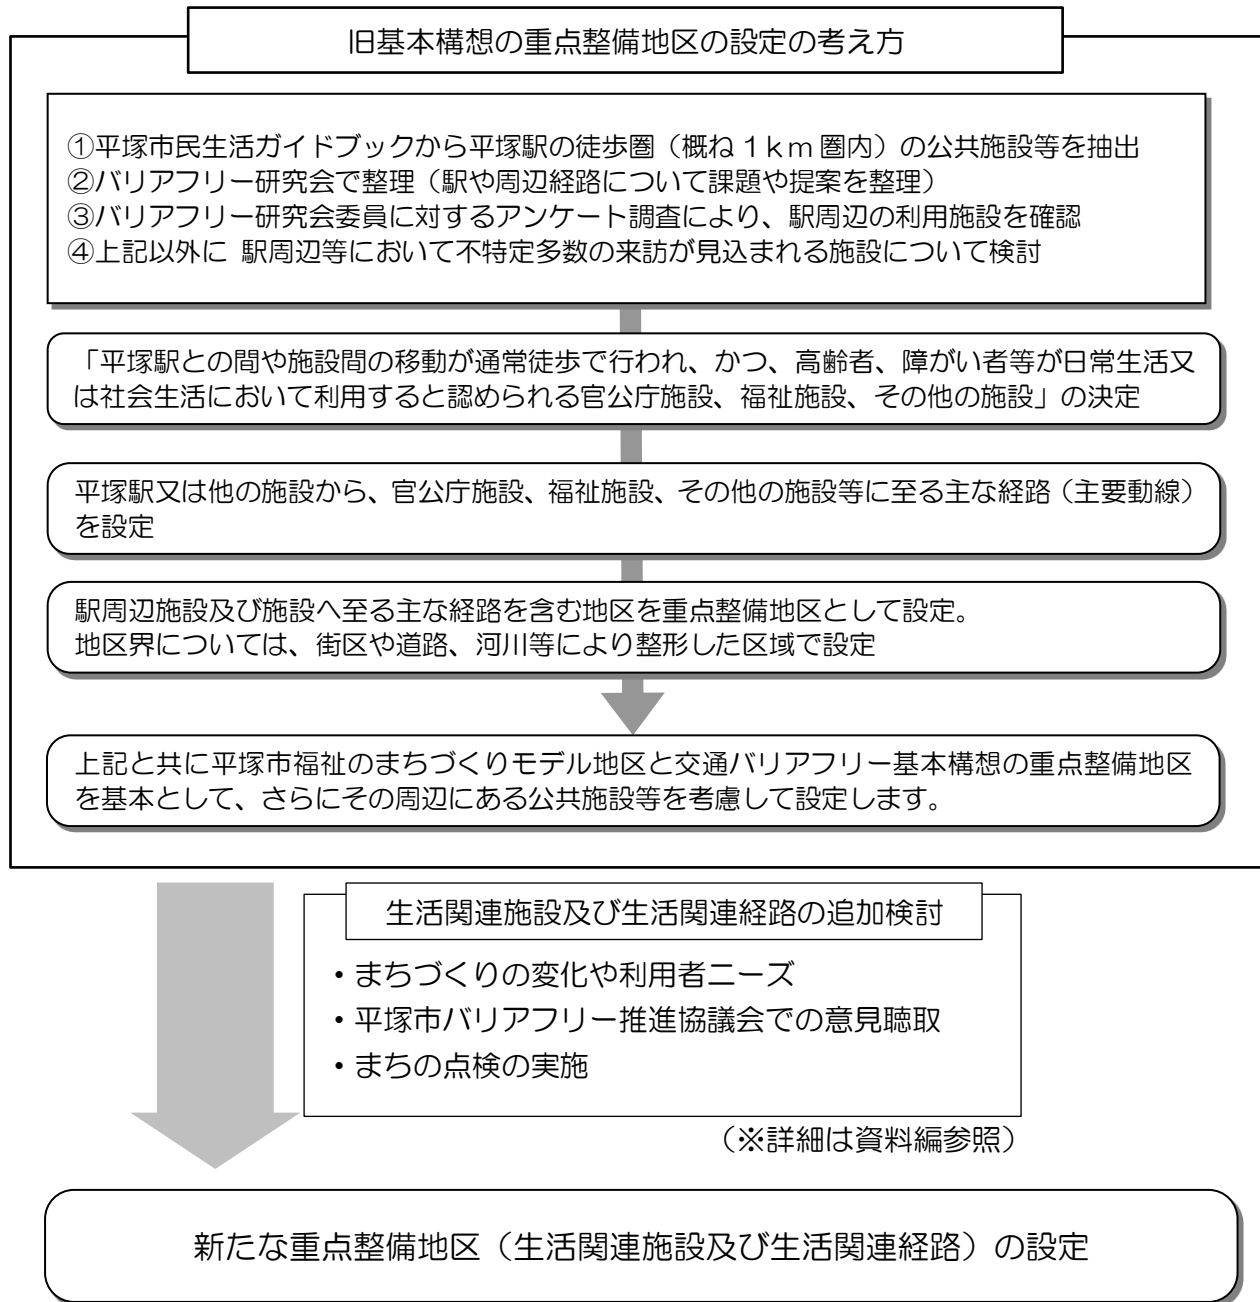 旧基本構想の重点整備地区の設定の考え方
①平塚市民生活ガイドブックから平塚駅の徒歩圏（概ね1km圏内）の公共施設等を抽出
②バリアフリー研究会で整理（駅や周辺経路について課題や提案を整理）
③バリアフリー研究会委員に対するアンケート調査により、駅周辺の利用施設を確認
④上記以外に 駅周辺等において不特定多数の来訪が見込まれる施設について検討
「平塚駅との間や施設間の移動が通常徒歩で行われ、かつ、高齢者、障がい者等が日常生活又
は社会生活において利用すると認められる官公庁施設、福祉施設、その他の施設」の決定
平塚駅又は他の施設から、官公庁施設、福祉施設、その他の施設等に至る主な経路（主要動線）
を設定
駅周辺施設及び施設へ至る主な経路を含む地区を重点整備地区として設定。
地区界については、街区や道路、河川等により整形した区域で設定
上記と共に平塚市福祉のまちづくりモデル地区と交通バリアフリー基本構想の重点整備地区
を基本として、さらにその周辺にある公共施設等を考慮して設定します。
生活関連施設及び生活関連経路の追加検討
・まちづくりの変化や利用者ニーズ
・平塚市バリアフリー推進協議会での意見聴取
・まちの点検の実施
（※詳細は資料編参照）
新たな重点整備地区（生活関連施設及び生活関連経路）の設定